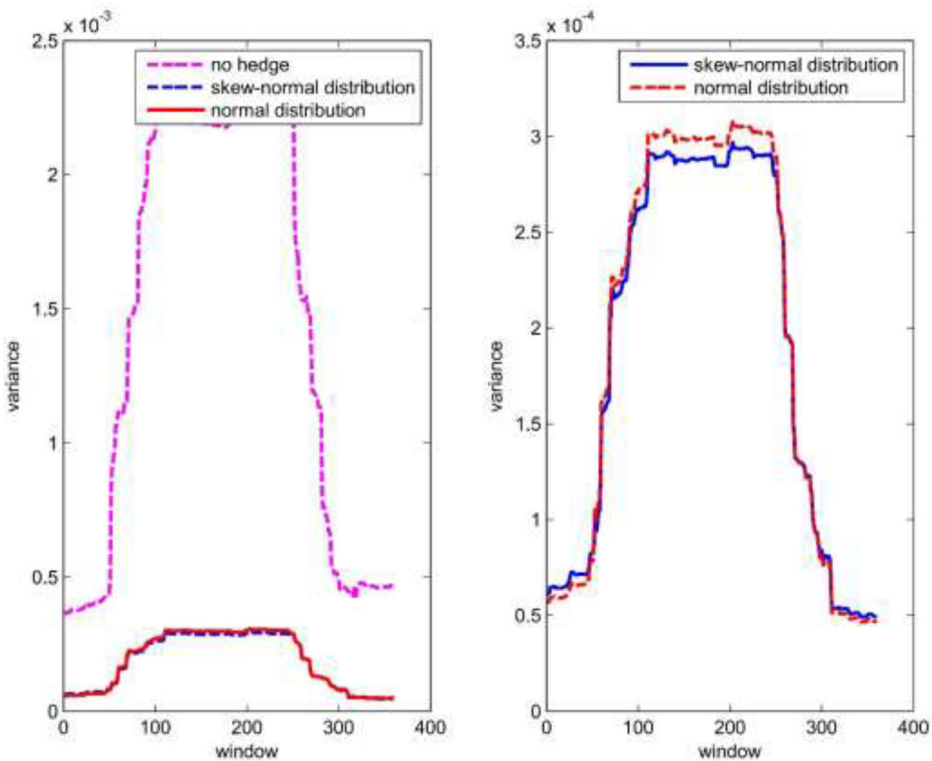 x 10⁻³
2.5
2
1.5
1
0.5
0
variance
0
100
200
300
400
window
no hedge
skew-normal distribution
normal distribution
x 10⁻⁴
3.5
3
2.5
2
1.5
1
0.5
0
variance
0
100
200
300
400
window
skew-normal distribution
normal distribution